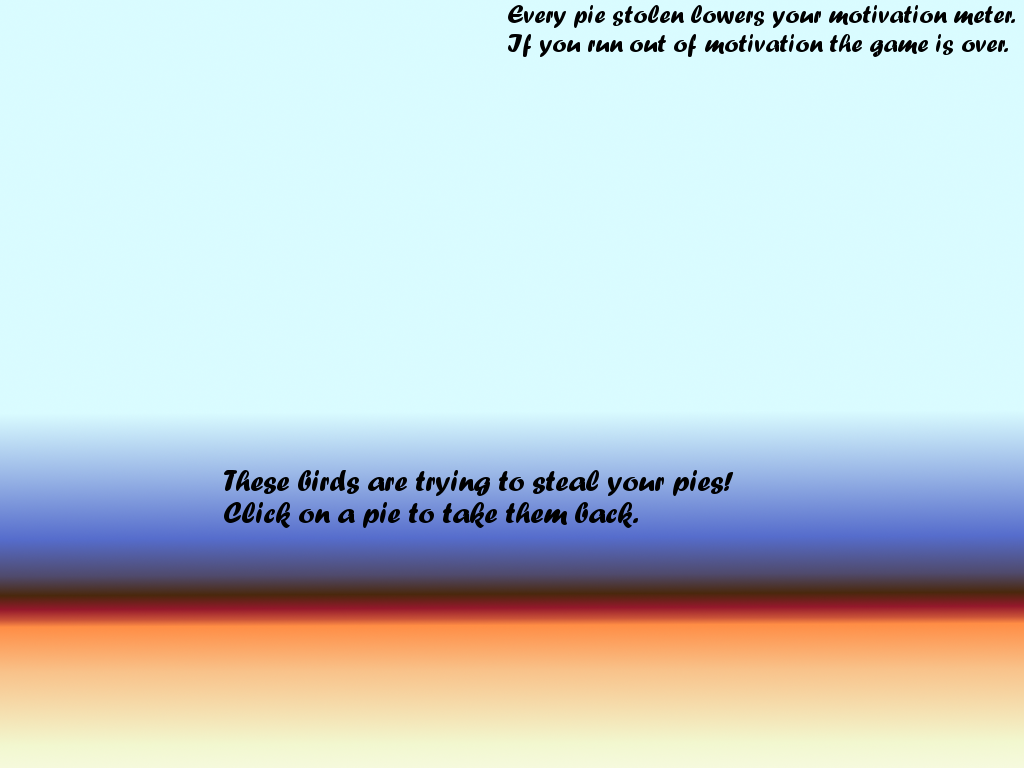 Every pie stolen lowers your motivation meter.
If you run out of motivation the game is over.
These birds are trying to steal your pies!
Click on a pie to take them back.